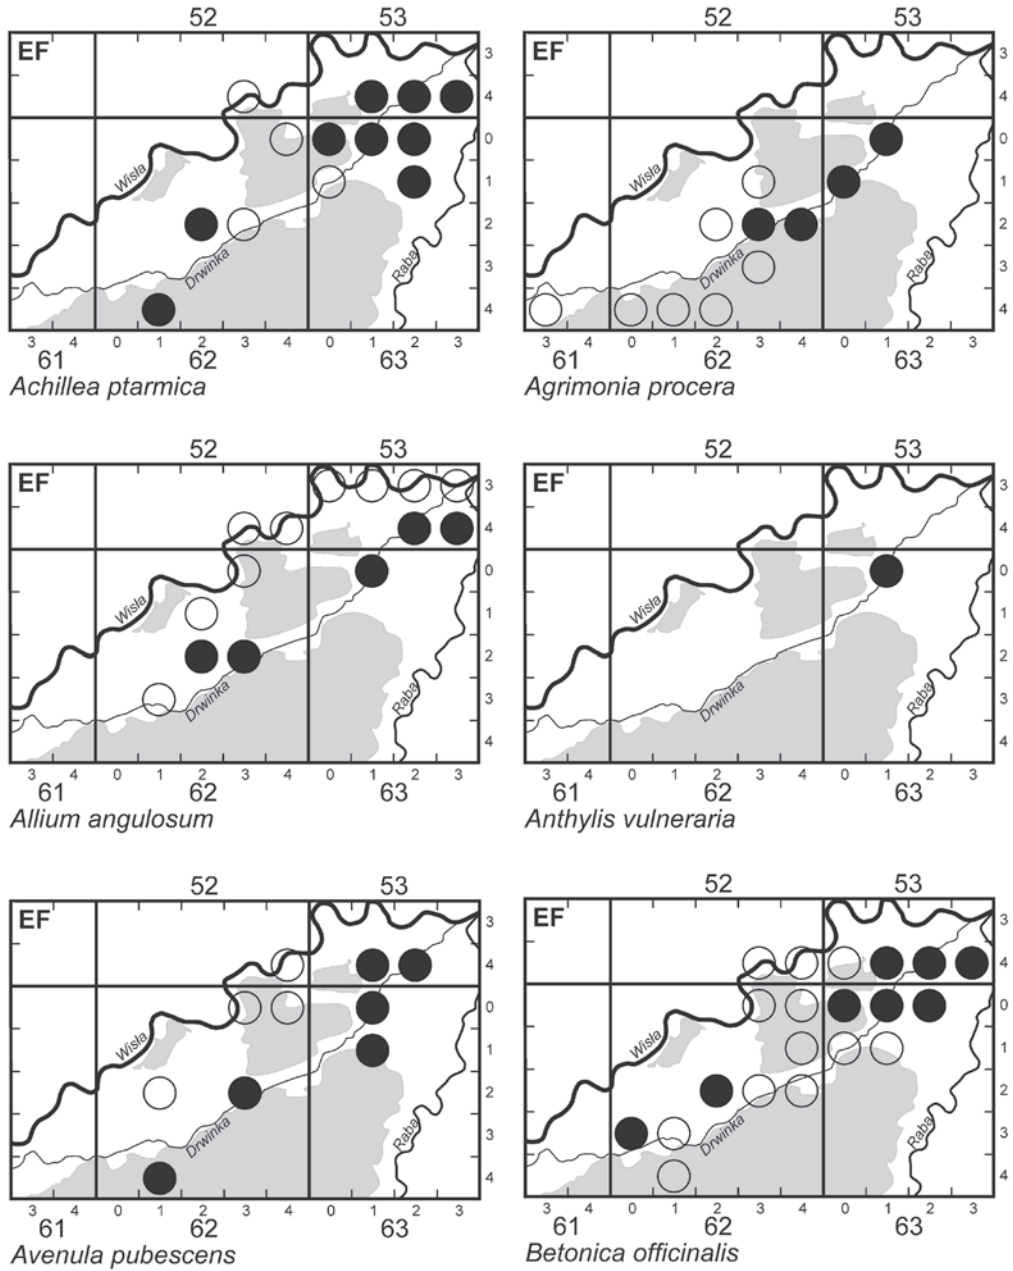 52 53 52 53
EF 3 EF 3
4 4
0 0
Wisła 1 Wisła 1
2 2
Drwinka Raba 3 Drwinka Raba 3
4 4
3 4 0 1 2 3 4 0 1 2 3 3 4 0 1 2 3 4 0 1 2 3
61 62 63 61 62 63
Achillea ptarmica Agrimonia procera
52 53 52 53
EF 3 EF 3
4 4
0 0
Wisła 1 Wisła 1
2 2
Drwinka Raba 3 Drwinka Raba 3
4 4
3 4 0 1 2 3 4 0 1 2 3 3 4 0 1 2 3 4 0 1 2 3
61 62 63 61 62 63
Allium angulosum Anthylis vulneraria
52 53 52 53
EF 3 EF 3
4 4
0 0
Wisła 1 Wisła 1
2 2
Drwinka Raba 3 Drwinka Raba 3
4 4
3 4 0 1 2 3 4 0 1 2 3 3 4 0 1 2 3 4 0 1 2 3
61 62 63 61 62 63
Avenula pubescens Betonica officinalis